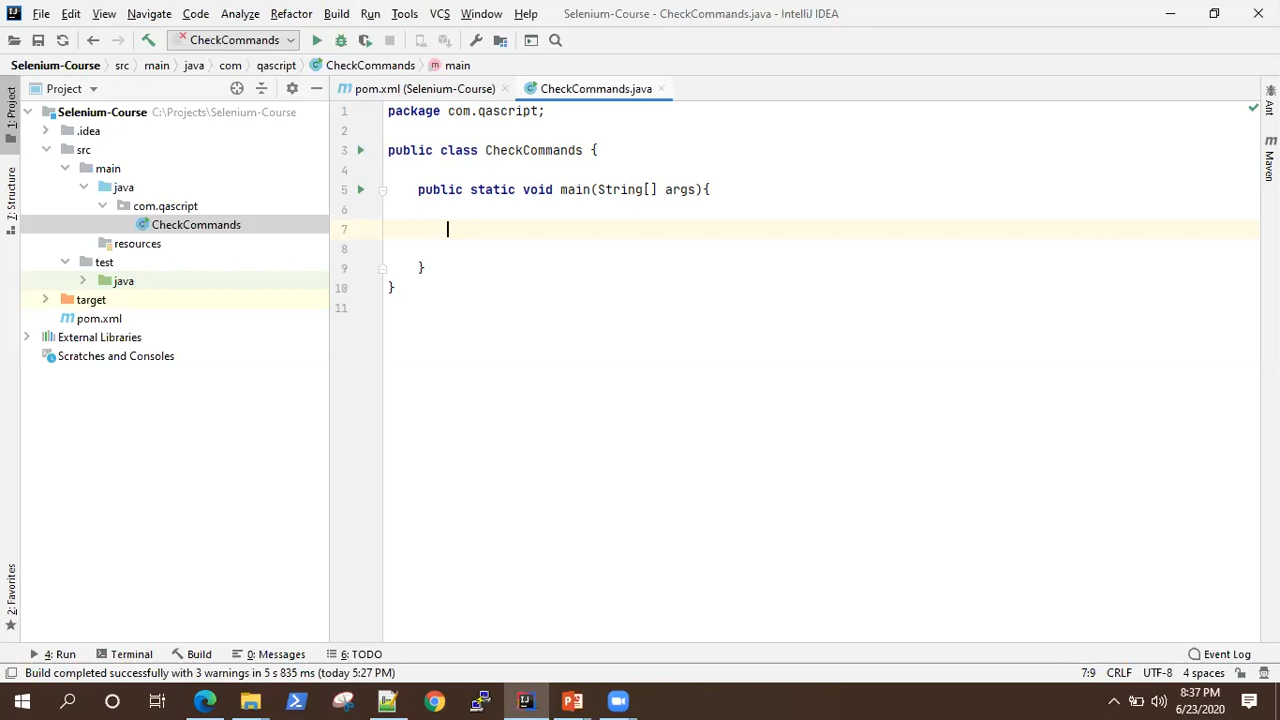 File Edit View Navigate Code Analyze Refactor Build Run Tools VCS Window Help Selenium-Course - CheckCommands.java - IntelliJ IDEA
CheckCommands
Selenium-Course src main java com qascript CheckCommands main
Project
pom.xml (Selenium-Course)
CheckCommands.java
Selenium-Course C:\Projects\Selenium-Course
.idea
src
main
java
com.qascript
CheckCommands
resources
test
java
target
pom.xml
External Libraries
Scratches and Consoles
1 package com.qascript;
2
3 public class CheckCommands {
4
5 public static void main(String[] args){
6
7
8
9 }
10 }
11
1: Project
7: Structure
2: Favorites
Ant
Maven
4: Run Terminal Build 0: Messages 6: TODO Event Log
Build completed successfully with 3 warnings in 5 s 835 ms (today 5:27 PM) 7:9 CRLF UTF-8 4 spaces
8:37 PM
6/23/2020